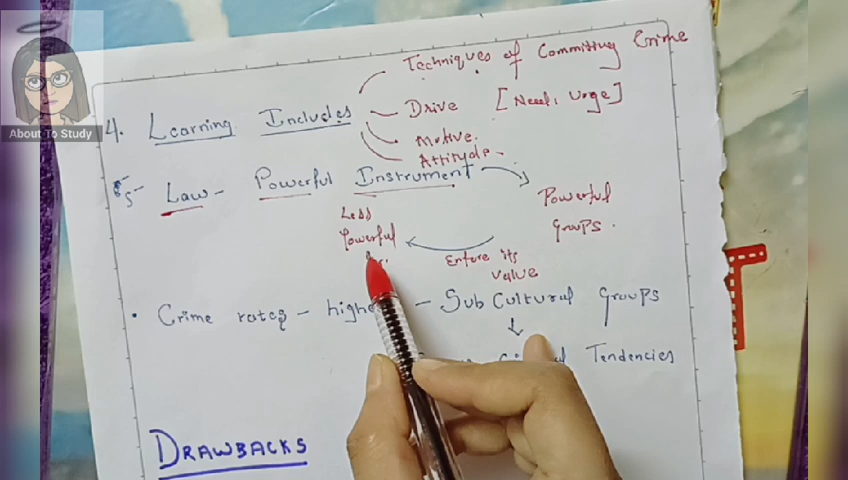 About To Study
4. Learning Includes
Techniques of Committing Crime
Drive [Need, Urge]
Motive.
Attitude
5- Law - Powerful Instrument
Powerful
Groups.
Less
Powerful
Enforce its
value
• Crime rates - - Sub Cultural Groups
↓
Tendencies
DRAWBACKS